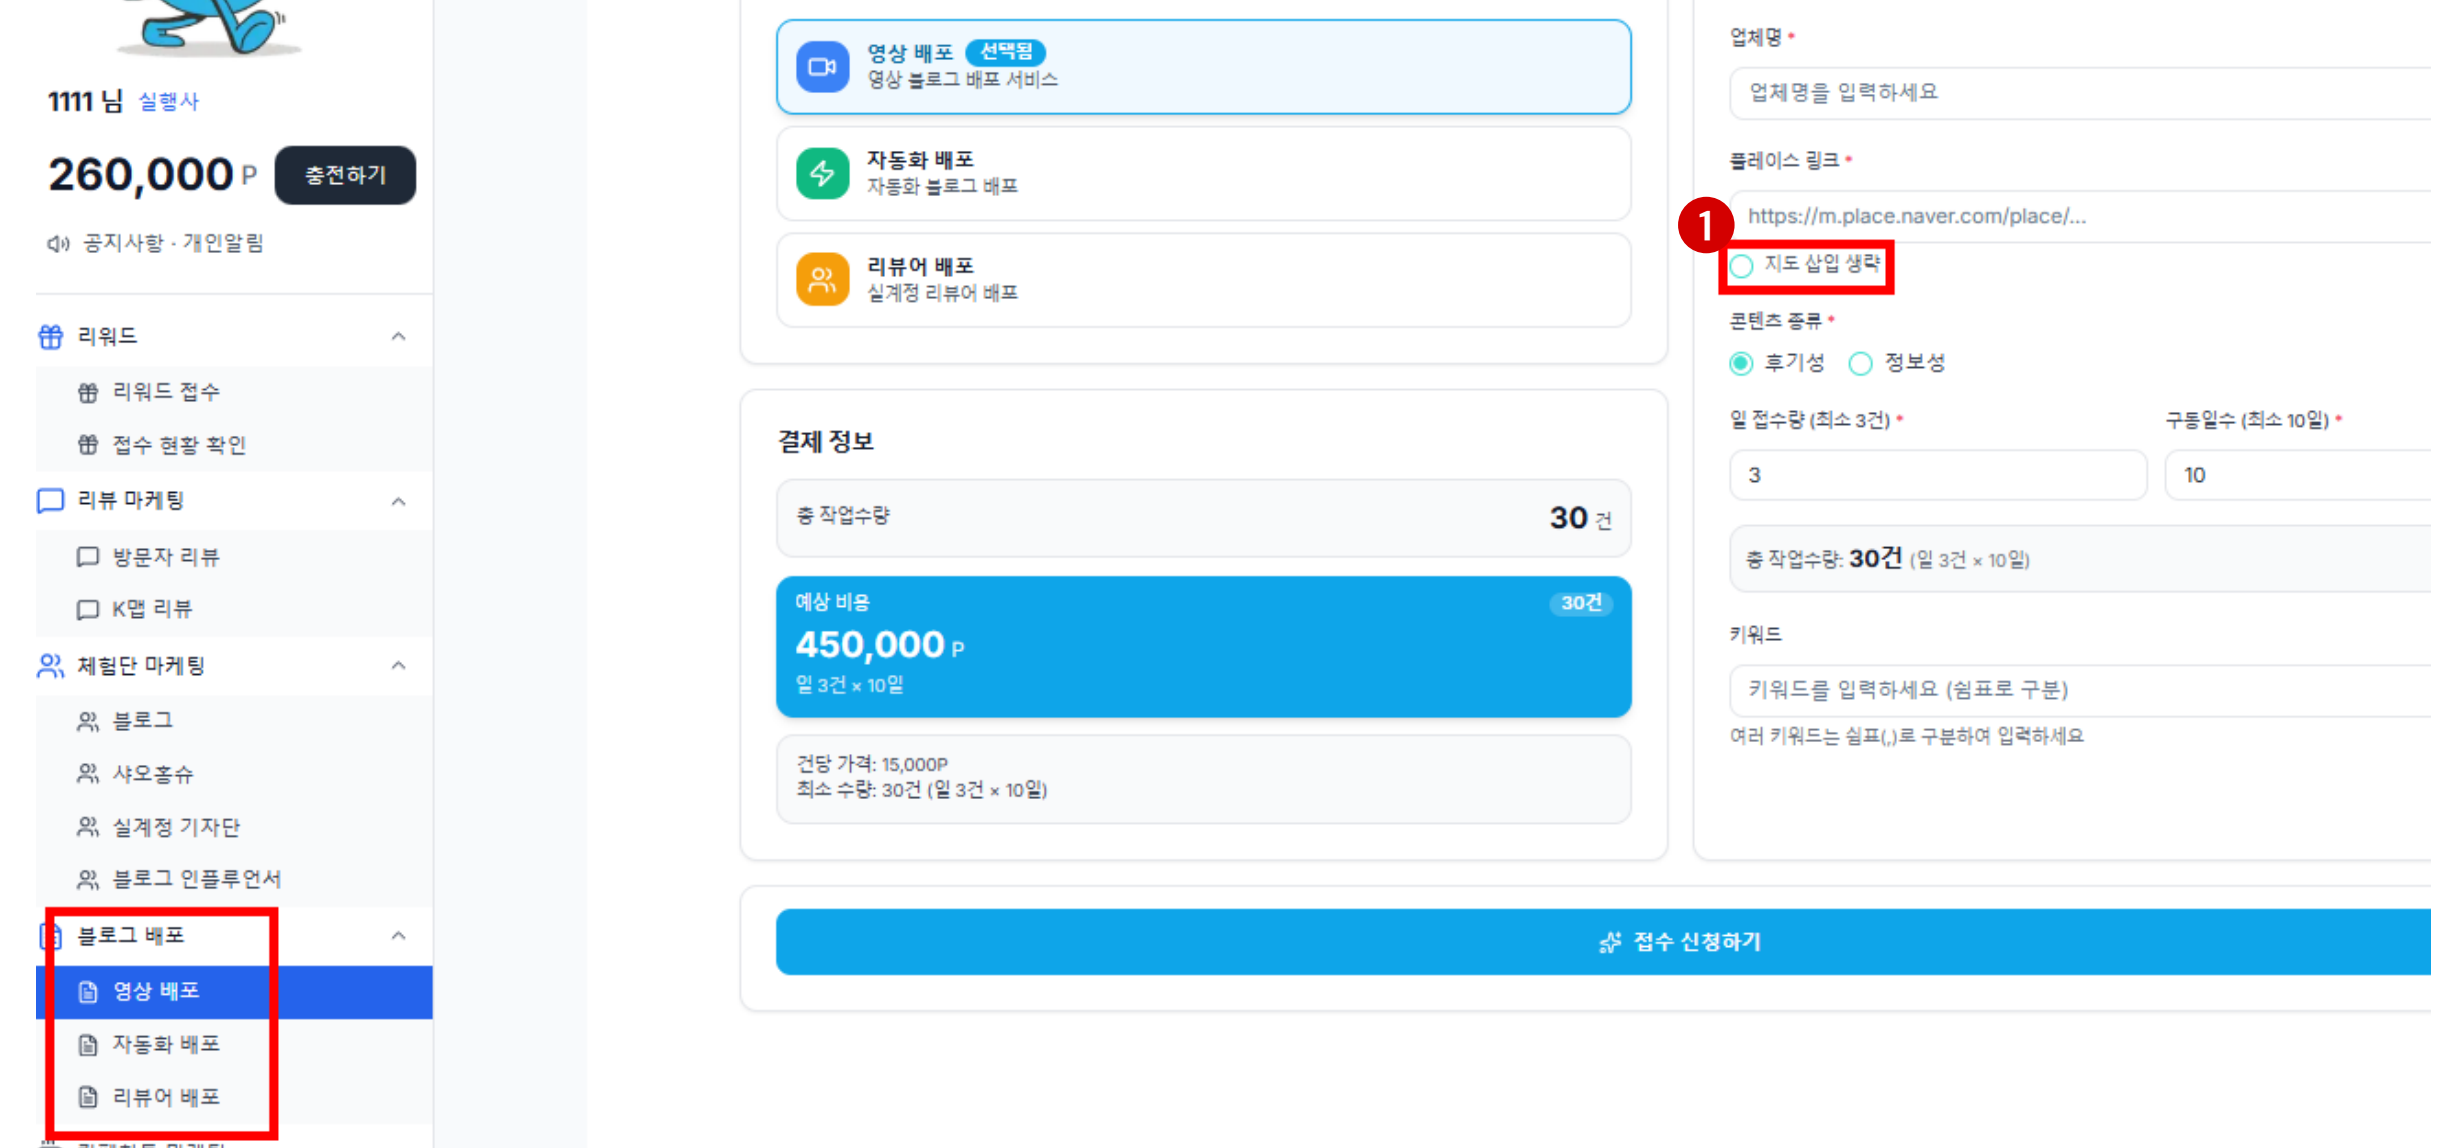 1111 님 실행사
260,000 P 충전하기
공지사항 · 개인알림
리워드
리워드 접수
접수 현황 확인
리뷰 마케팅
방문자 리뷰
K맵 리뷰
체험단 마케팅
블로그
샤오홍슈
실계정 기자단
블로그 인플루언서
블로그 배포
영상 배포
자동화 배포
리뷰어 배포
영상 배포 선택됨
영상 블로그 배포 서비스
자동화 배포
자동화 블로그 배포
리뷰어 배포
실계정 리뷰어 배포
결제 정보
총 작업수량 30 건
예상 비용 30건
450,000 P
일 3건 × 10일
건당 가격: 15,000P
최소 수량: 30건 (일 3건 × 10일)
업체명 *
업체명을 입력하세요
플레이스 링크 *
https://m.place.naver.com/place/...
1
지도 삽입 생략
콘텐츠 종류 *
후기성 정보성
일 접수량 (최소 3건) * 구동일수 (최소 10일) *
3 10
총 작업수량: 30건 (일 3건 × 10일)
키워드
키워드를 입력하세요 (쉼표로 구분)
여러 키워드는 쉼표(,)로 구분하여 입력하세요
접수 신청하기